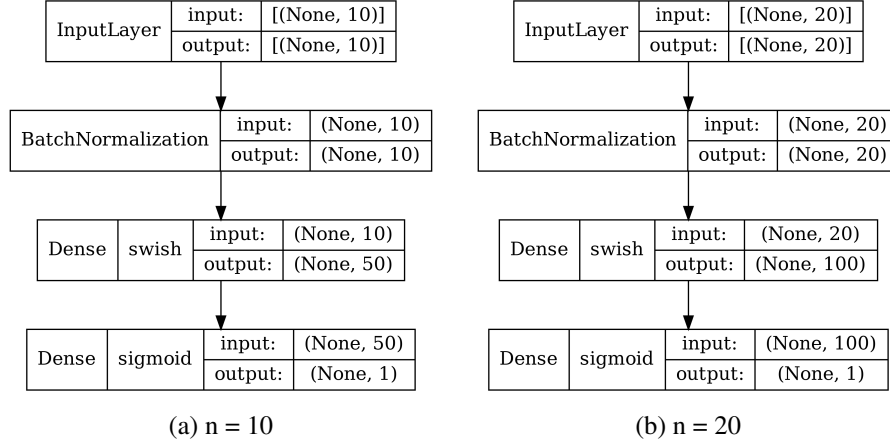 InputLayer input: [(None, 10)]
output: [(None, 10)]
BatchNormalization input: (None, 10)
output: (None, 10)
Dense swish input: (None, 10)
output: (None, 50)
Dense sigmoid input: (None, 50)
output: (None, 1)
(a) n = 10
InputLayer input: [(None, 20)]
output: [(None, 20)]
BatchNormalization input: (None, 20)
output: (None, 20)
Dense swish input: (None, 20)
output: (None, 100)
Dense sigmoid input: (None, 100)
output: (None, 1)
(b) n = 20